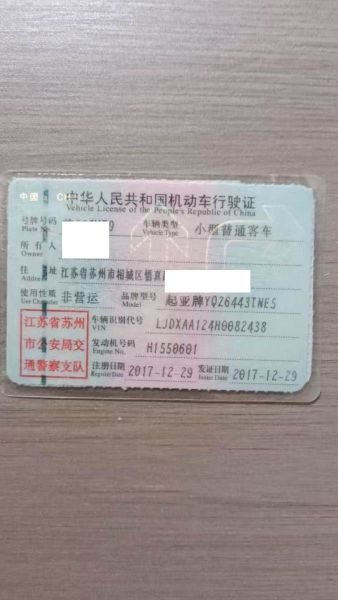 中华人民共和国机动车行驶证
Vehicle License of the People's Republic of China
号牌号码 Plate No.
车辆类型 Vehicle Type 小型普通客车
所有人 Owner
住址 江苏省苏州市相城区
使用性质 Use Character 非营运
品牌型号 起亚牌YQZ6443INE5
江苏省苏州
市公安局交
通警察支队
车辆识别代号 VIN LJDXAA124H0082438
发动机号码 Engine No. H1550601
注册日期 Register Date 2017-12-29
发证日期 Issue Date 2017-12-29